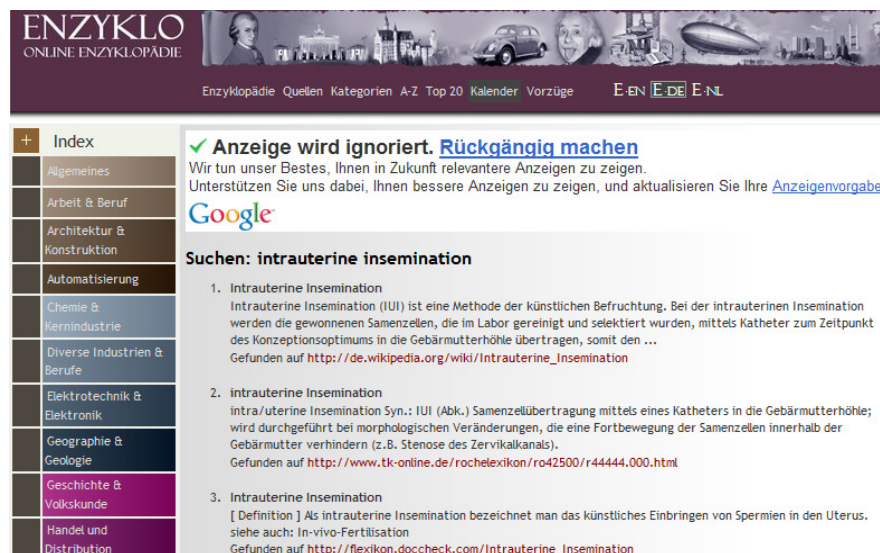 ENZYKLO
ONLINE ENZYKLOPÄDIE
Enzyklopädie Quellen Kategorien A-Z Top 20 Kalender Vorzüge E-EN E-DE E-NL
+ Index
Allgemeines
Arbeit & Beruf
Architektur &
Konstruktion
Automatisierung
Chemie &
Kernindustrie
Diverse Industrien &
Berufe
Elektrotechnik &
Elektronik
Geographie &
Geologie
Geschichte &
Volkskunde
Handel und
Distribution
Anzeige wird ignoriert. Rückgängig machen
Wir tun unser Bestes, Ihnen in Zukunft relevantere Anzeigen zu zeigen.
Unterstützen Sie uns dabei, Ihnen bessere Anzeigen zu zeigen, und aktualisieren Sie Ihre Anzeigenvorgabe
Google
Suchen: intrauterine insemination
1. Intrauterine Insemination
Intrauterine Insemination (IUI) ist eine Methode der künstlichen Befruchtung. Bei der intrauterinen Insemination
werden die gewonnenen Samenzellen, die im Labor gereinigt und selektiert wurden, mittels Katheter zum Zeitpunkt
des Konzeptionsoptimums in die Gebärmutterhöhle übertragen, somit den ...
Gefunden auf http://de.wikipedia.org/wiki/Intrauterine_Insemination
2. intrauterine Insemination
intra/uterine Insemination Syn.: IUI (Abk.) Samenzellübertragung mittels eines Katheters in die Gebärmutterhöhle;
wird durchgeführt bei morphologischen Veränderungen, die eine Fortbewegung der Samenzellen innerhalb der
Gebärmutter verhindern (z.B. Stenose des Zervikalkanals).
Gefunden auf http://www.tk-online.de/rochelexikon/ro42500/r44444.000.html
3. Intrauterine Insemination
[ Definition ] Als intrauterine Insemination bezeichnet man das künstliches Einbringen von Spermien in den Uterus.
siehe auch: In-vivo-Fertilisation
Gefunden auf http://flexikon.doccheck.com/Intrauterine_Insemination